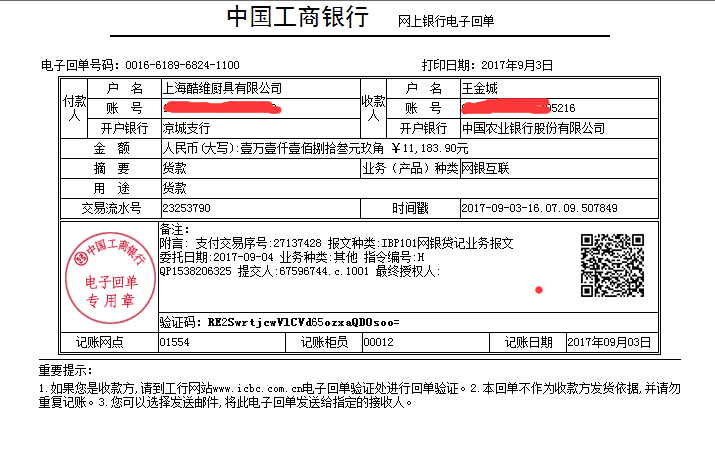 中国工商银行 网上银行电子回单
电子回单号码：0016-6189-6824-1100 打印日期：2017年9月3日
付款人 户 名 上海酷维厨具有限公司 收款人 户 名 王金城
账 号 账 号 95216
开户银行 凉城支行 开户银行 中国农业银行股份有限公司
金 额 人民币(大写):壹万壹仟壹佰捌拾叁元玖角 ￥11,183.90元
摘 要 货款 业务（产品）种类 网银互联
用 途 货款
交易流水号 23253790 时间戳 2017-09-03-16.07.09.507849
中国工商银行
电子回单
专用章
备注：
附言: 支付交易序号:27137428 报文种类:IBP101网银贷记业务报文
委托日期:2017-09-04 业务种类:其他 指令编号:H
QP1538206325 提交人:67596744.c.1001 最终授权人:
验证码：RE2SwrtjcwVlCVd65ozxaQDOsoo=
记账网点 01554 记账柜员 00012 记账日期 2017年09月03日
重要提示：
1.如果您是收款方,请到工行网站www.icbc.com.cn电子回单验证处进行回单验证。2.本回单不作为收款方发货依据,并请勿
重复记账。3.您可以选择发送邮件,将此电子回单发送给指定的接收人。